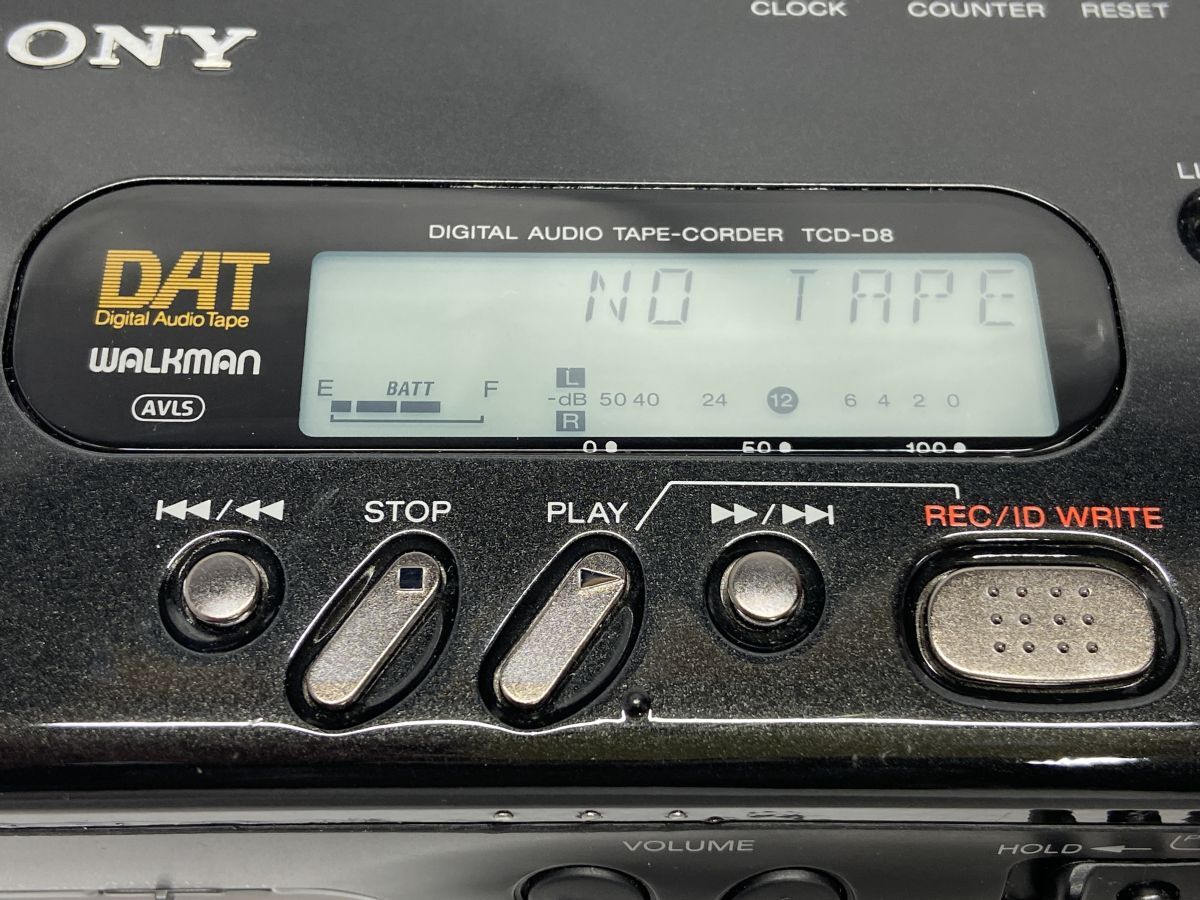 CLOCK COUNTER RESET
SONY
DIGITAL AUDIO TAPE-CORDER TCD-D8
DAT
Digital Audio Tape
WALKMAN
AVLS
NO TAPE
E BATT F
L
-dB 50 40 24 12 6 4 2 0
R
0 50 100
STOP PLAY REC/ID WRITE
VOLUME HOLD